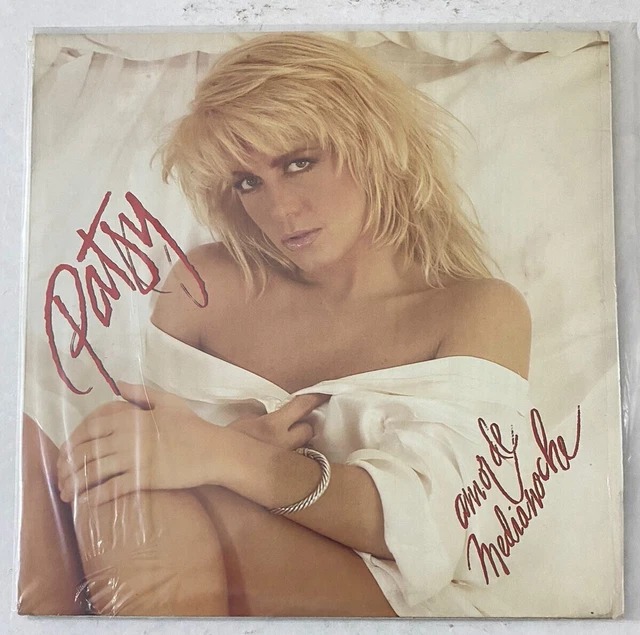 Patsy
amor de
Medianoche